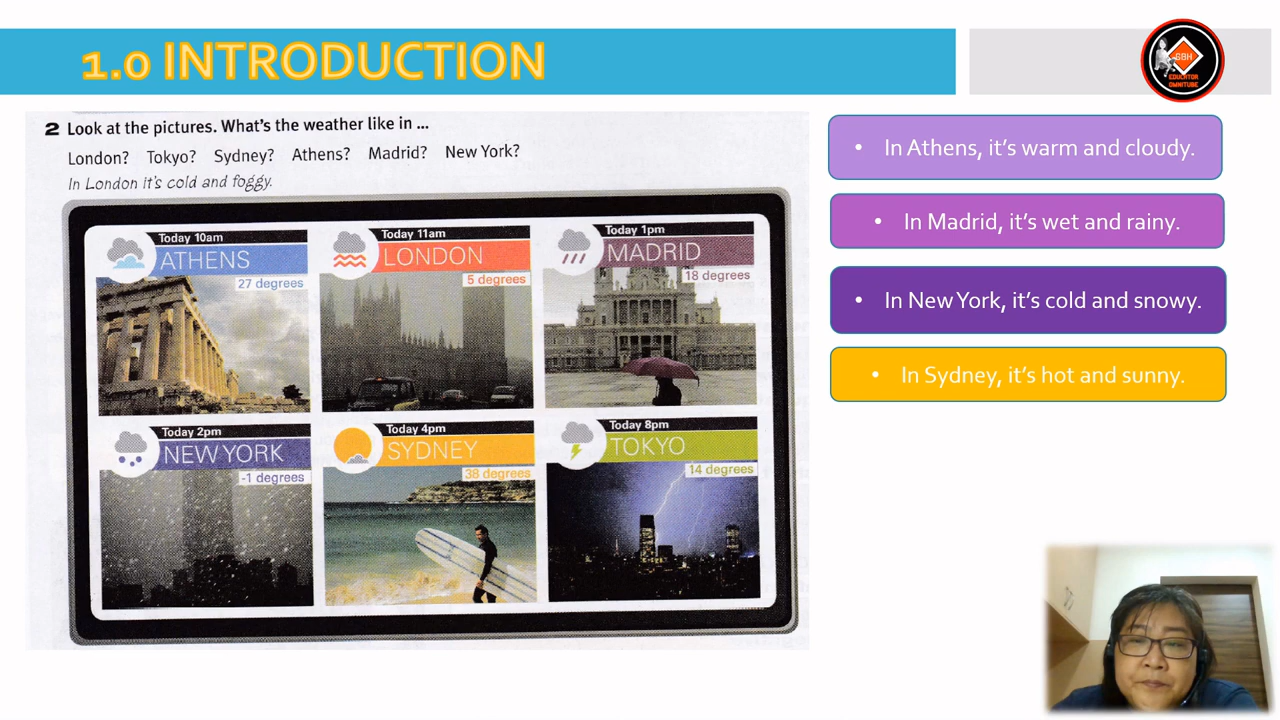 1.0 INTRODUCTION
GBH
EDUCATOR
OMNITUBE
2 Look at the pictures. What's the weather like in ...
London? Tokyo? Sydney? Athens? Madrid? New York?
In London it's cold and foggy.
Today 10am
ATHENS
27 degrees
Today 11am
LONDON
5 degrees
Today 1pm
MADRID
18 degrees
Today 2pm
NEW YORK
-1 degrees
Today 4pm
SYDNEY
38 degrees
Today 8pm
TOKYO
14 degrees
• In Athens, it's warm and cloudy.
• In Madrid, it's wet and rainy.
• In New York, it's cold and snowy.
• In Sydney, it's hot and sunny.